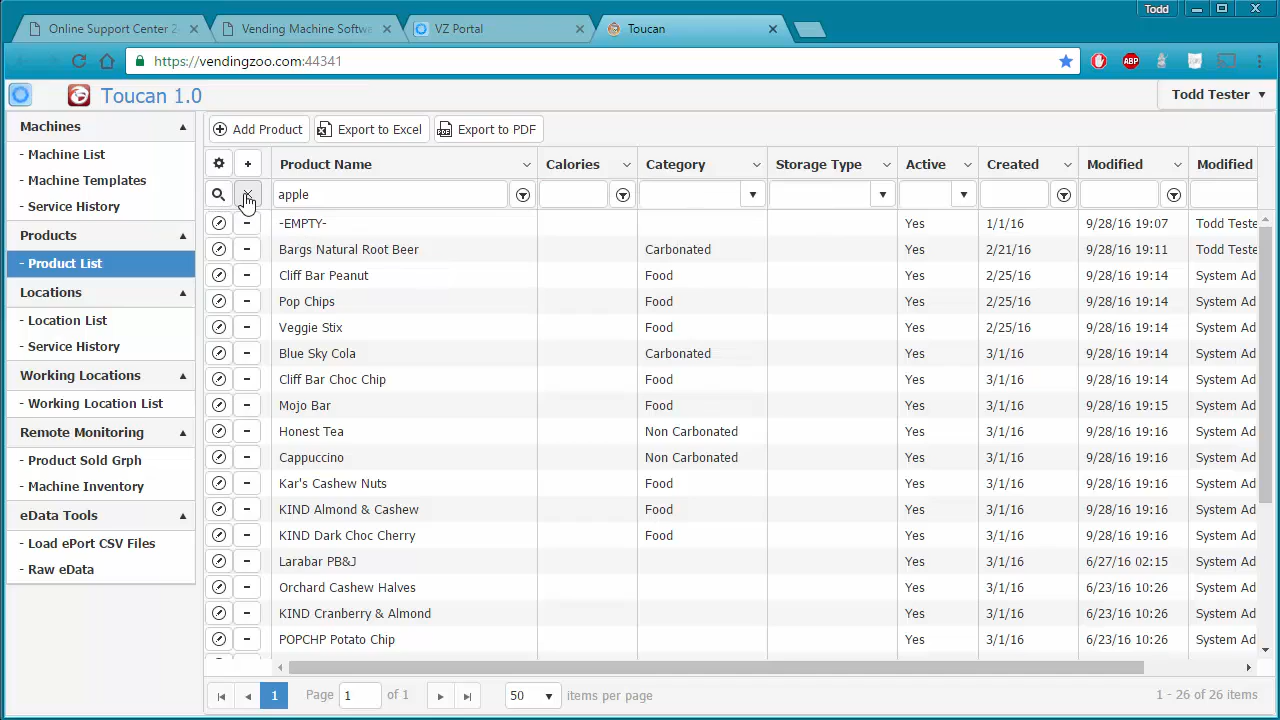 Todd
Online Support Center 2
Vending Machine Softwe
VZ Portal
Toucan
https://vendingzoo.com:44341
ABP
Toucan 1.0
Todd Tester
Machines
- Machine List
- Machine Templates
- Service History
Products
- Product List
Locations
- Location List
- Service History
Working Locations
- Working Location List
Remote Monitoring
- Product Sold Grph
- Machine Inventory
eData Tools
- Load ePort CSV Files
- Raw eData
Add Product Export to Excel Export to PDF
Product Name Calories Category Storage Type Active Created Modified Modified
apple
-EMPTY- Yes 1/1/16 9/28/16 19:07 Todd Teste
Bargs Natural Root Beer Carbonated Yes 2/21/16 9/28/16 19:11 Todd Teste
Cliff Bar Peanut Food Yes 2/25/16 9/28/16 19:14 System Ad
Pop Chips Food Yes 2/25/16 9/28/16 19:14 System Ad
Veggie Stix Food Yes 2/25/16 9/28/16 19:14 System Ad
Blue Sky Cola Carbonated Yes 3/1/16 9/28/16 19:14 System Ad
Cliff Bar Choc Chip Food Yes 3/1/16 9/28/16 19:14 System Ad
Mojo Bar Food Yes 3/1/16 9/28/16 19:15 System Ad
Honest Tea Non Carbonated Yes 3/1/16 9/28/16 19:16 System Ad
Cappuccino Non Carbonated Yes 3/1/16 9/28/16 19:16 System Ad
Kar's Cashew Nuts Food Yes 3/1/16 9/28/16 19:16 System Ad
KIND Almond & Cashew Food Yes 3/1/16 9/28/16 19:16 System Ad
KIND Dark Choc Cherry Food Yes 3/1/16 9/28/16 19:16 System Ad
Larabar PB&J Yes 3/1/16 6/27/16 02:15 System Ad
Orchard Cashew Halves Yes 3/1/16 6/23/16 10:26 System Ad
KIND Cranberry & Almond Yes 3/1/16 6/23/16 10:26 System Ad
POPCHP Potato Chip Yes 3/1/16 6/23/16 10:26 System Ad
1 Page 1 of 1 50 items per page 1 - 26 of 26 items